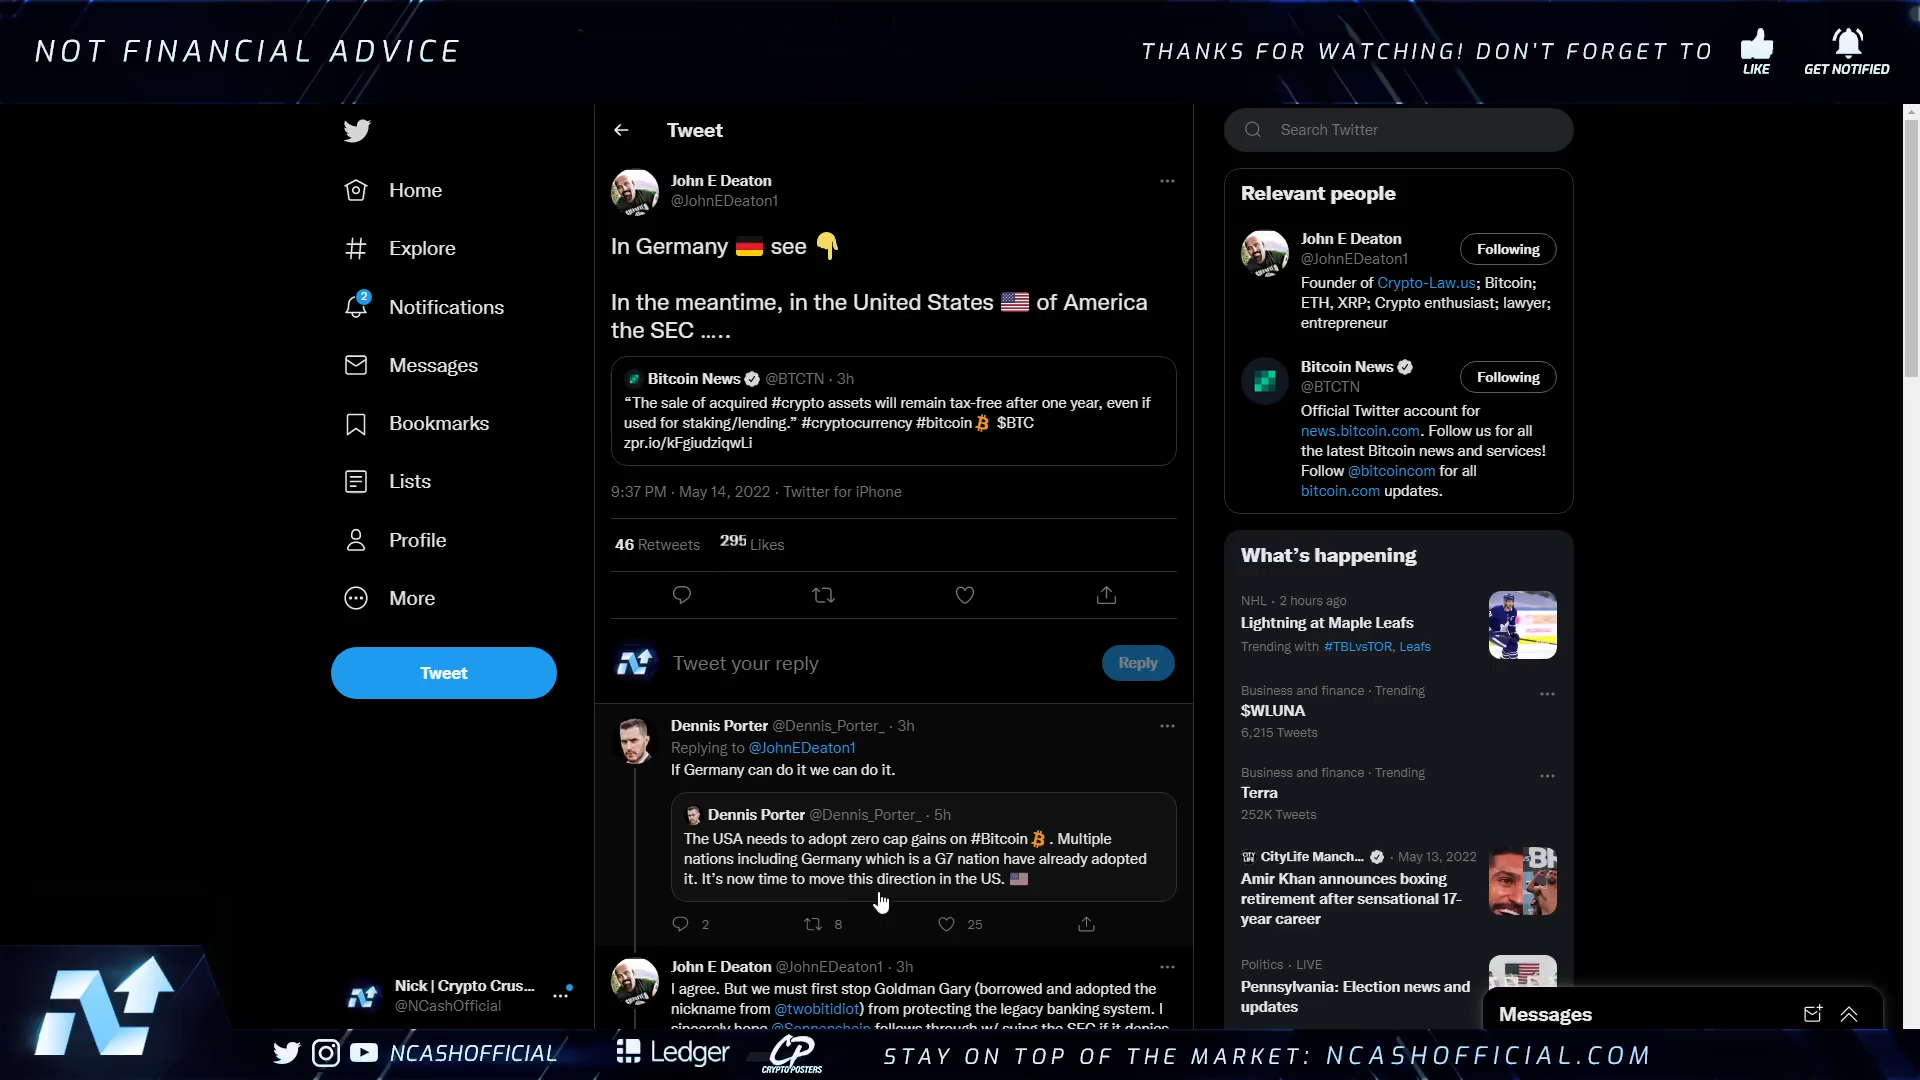 NOT FINANCIAL ADVICE
THANKS FOR WATCHING! DON'T FORGET TO
LIKE
GET NOTIFIED
Home
Explore
2
Notifications
Messages
Bookmarks
Lists
Profile
More
Tweet
Nick | Crypto Crus...
@NCashOfficial
Tweet
John E Deaton
@JohnEDeaton1
In Germany 🇩🇪 see 👇
In the meantime, in the United States 🇺🇸 of America
the SEC .....
Bitcoin News @BTCTN · 3h
“The sale of acquired #crypto assets will remain tax-free after one year, even if
used for staking/lending.” #cryptocurrency #bitcoin $BTC
zpr.io/kFgiudziqwLi
9:37 PM · May 14, 2022 · Twitter for iPhone
46 Retweets 295 Likes
Tweet your reply
Reply
Dennis Porter @Dennis_Porter_ · 3h
Replying to @JohnEDeaton1
If Germany can do it we can do it.
Dennis Porter @Dennis_Porter_ · 5h
The USA needs to adopt zero cap gains on #Bitcoin . Multiple
nations including Germany which is a G7 nation have already adopted
it. It’s now time to move this direction in the US. 🇺🇸
2 8 25
John E Deaton @JohnEDeaton1 · 3h
I agree. But we must first stop Goldman Gary (borrowed and adopted the
nickname from @twobitidiot) from protecting the legacy banking system. I
sincerely hope @Sonnenshein follows through w/ suing the SEC if it denies
Search Twitter
Relevant people
John E Deaton
@JohnEDeaton1
Following
Founder of Crypto-Law.us; Bitcoin;
ETH, XRP; Crypto enthusiast; lawyer;
entrepreneur
Bitcoin News
@BTCTN
Following
Official Twitter account for
news.bitcoin.com. Follow us for all
the latest Bitcoin news and services!
Follow @bitcoincom for all
bitcoin.com updates.
What’s happening
NHL · 2 hours ago
Lightning at Maple Leafs
Trending with #TBLvsTOR, Leafs
Business and finance · Trending
$WLUNA
6,215 Tweets
Business and finance · Trending
Terra
252K Tweets
CityLife Manch... · May 13, 2022
Amir Khan announces boxing
retirement after sensational 17-
year career
Politics · LIVE
Pennsylvania: Election news and
updates
Messages
NCASHOFFICIAL
Ledger
CP
CRYPTOPOSTERS
STAY ON TOP OF THE MARKET: NCASHOFFICIAL.COM